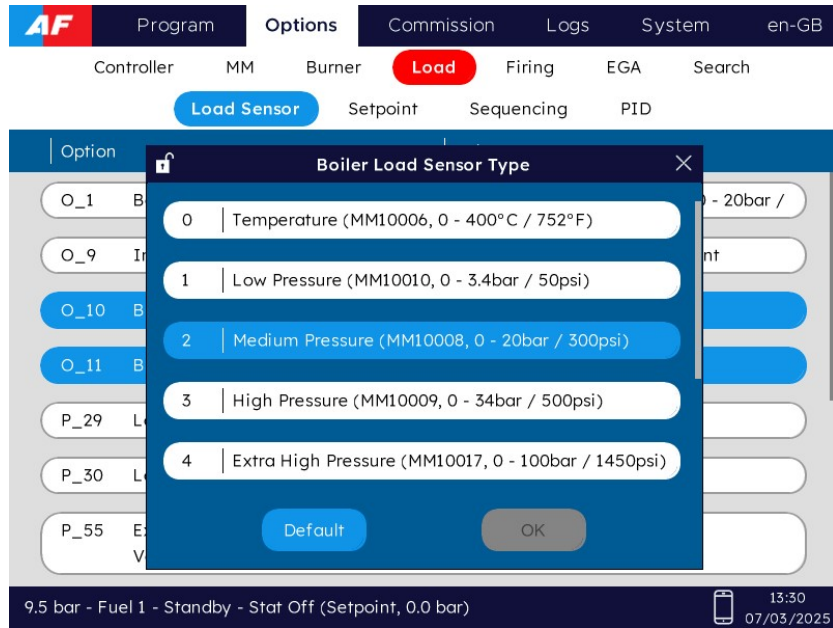 AF Program Options Commission Logs System en-GB
Controller MM Burner Load Firing EGA Search
Load Sensor Setpoint Sequencing PID
Option
Boiler Load Sensor Type
O_1 - 20bar /
0 Temperature (MM10006, 0 - 400°C / 752°F)
O_9
1 Low Pressure (MM10010, 0 - 3.4bar / 50psi)
O_10
2 Medium Pressure (MM10008, 0 - 20bar / 300psi)
O_11
3 High Pressure (MM10009, 0 - 34bar / 500psi)
P_29
4 Extra High Pressure (MM10017, 0 - 100bar / 1450psi)
P_30
P_55
Default OK
9.5 bar - Fuel 1 - Standby - Stat Off (Setpoint, 0.0 bar)
13:30
07/03/2025